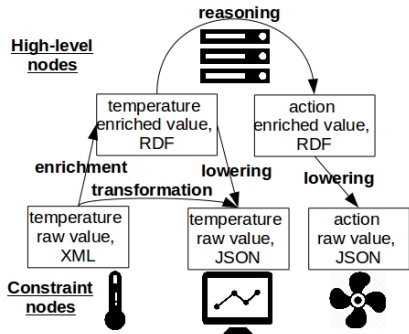 reasoning
High-level
nodes
temperature
enriched value,
RDF
action
enriched value,
RDF
enrichment
lowering
lowering
transformation
temperature
raw value,
XML
temperature
raw value,
JSON
action
raw value,
JSON
Constraint
nodes